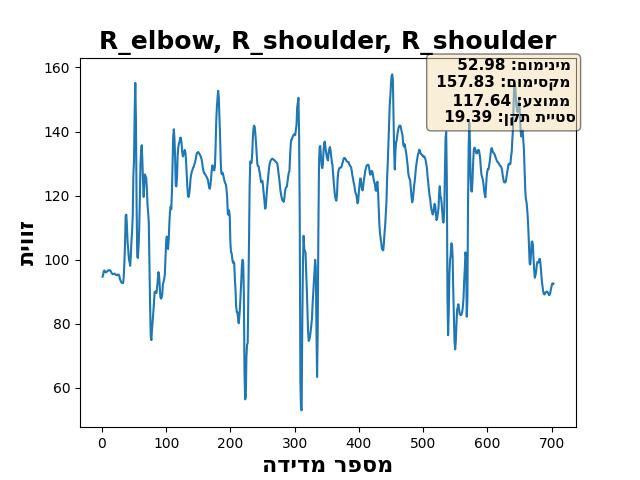 R_elbow, R_shoulder, R_shoulder
מינימום: 52.98
מקסימום: 157.83
ממוצע: 117.64
סטיית תקן: 19.39
160
140
120
100
80
60
זווית
0 100 200 300 400 500 600 700
מספר מדידה